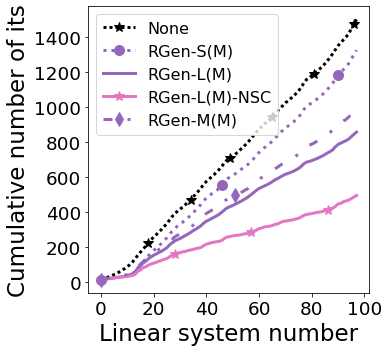 Cumulative number of its
1400
1200
1000
800
600
400
200
0
None
RGen-S(M)
RGen-L(M)
RGen-L(M)-NSC
RGen-M(M)
0 20 40 60 80 100
Linear system number